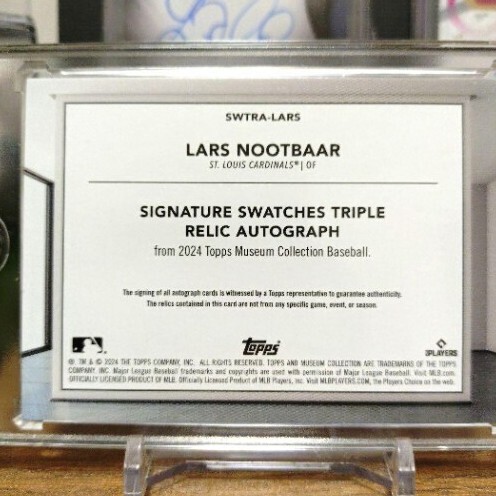 SWTRA-LARS
LARS NOOTBAAR
ST. LOUIS CARDINALS® | OF
SIGNATURE SWATCHES TRIPLE
RELIC AUTOGRAPH
from 2024 Topps Museum Collection Baseball.
The signing of all autograph cards is witnessed by a Topps representative to guarantee authenticity.
The relics contained in this card are not from any specific game, event, or season.
topps
PLAYERS
®, TM & © 2024 THE TOPPS COMPANY, INC. ALL RIGHTS RESERVED. TOPPS AND MUSEUM COLLECTION ARE TRADEMARKS OF THE TOPPS
COMPANY, INC. Major League Baseball trademarks and copyrights are used with permission of Major League Baseball. Visit MLB.com.
OFFICIALLY LICENSED PRODUCT OF MLB. Officially Licensed Product of MLB Players, Inc. Visit MLBPLAYERS.COM, the Players Choice on the web.